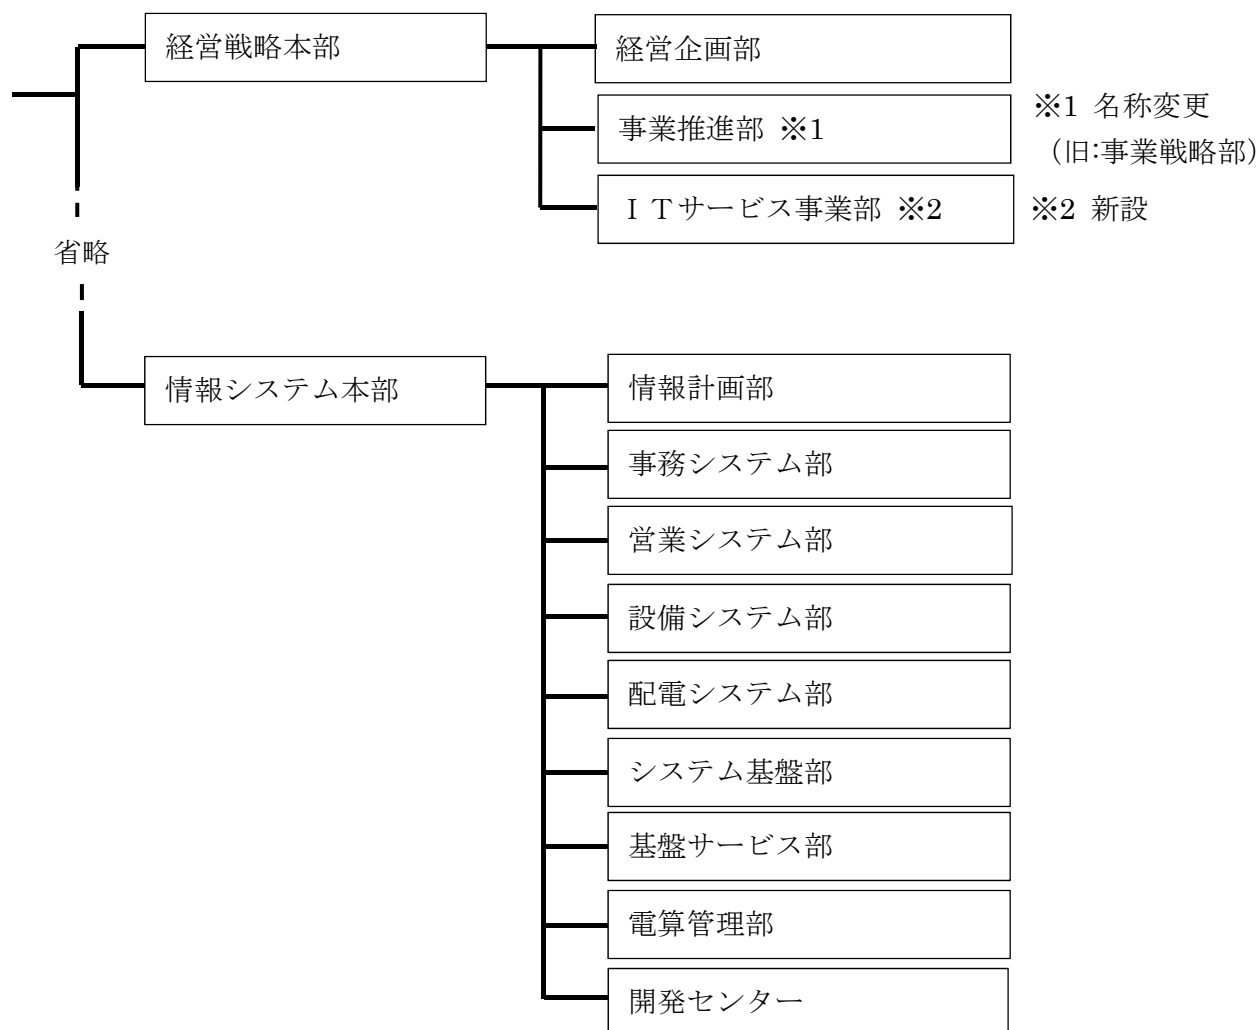 経営戦略本部
経営企画部
事業推進部 ※1
※1 名称変更
(旧:事業戦略部)
ITサービス事業部 ※2
※2 新設
省略
情報システム本部
情報計画部
事務システム部
営業システム部
設備システム部
配電システム部
システム基盤部
基盤サービス部
電算管理部
開発センター